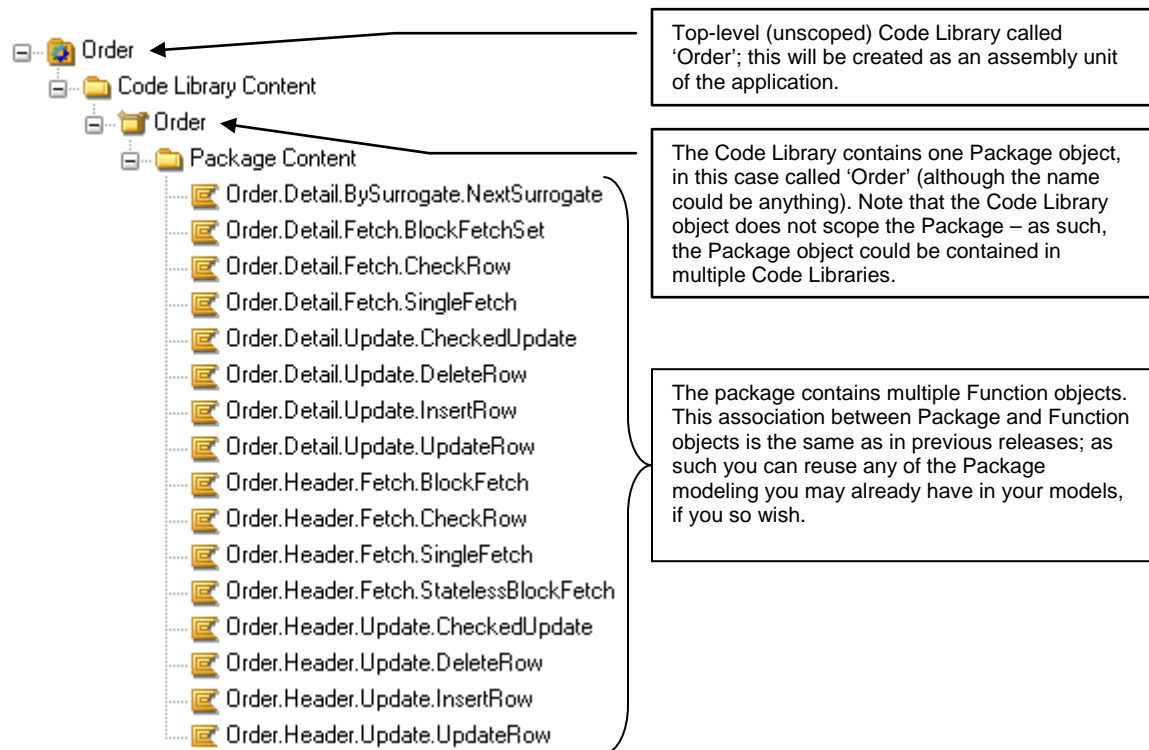 Order
Code Library Content
Order
Package Content
Order.Detail.BySurrogate.NextSurrogate
Order.Detail.Fetch.BlockFetchSet
Order.Detail.Fetch.CheckRow
Order.Detail.Fetch.SingleFetch
Order.Detail.Update.CheckedUpdate
Order.Detail.Update.DeleteRow
Order.Detail.Update.InsertRow
Order.Detail.Update.UpdateRow
Order.Header.Fetch.BlockFetch
Order.Header.Fetch.CheckRow
Order.Header.Fetch.SingleFetch
Order.Header.Fetch.StatelessBlockFetch
Order.Header.Update.CheckedUpdate
Order.Header.Update.DeleteRow
Order.Header.Update.InsertRow
Order.Header.Update.UpdateRow
Top-level (unscoped) Code Library called
‘Order’; this will be created as an assembly unit
of the application.
The Code Library contains one Package object,
in this case called ‘Order’ (although the name
could be anything). Note that the Code Library
object does not scope the Package – as such,
the Package object could be contained in
multiple Code Libraries.
The package contains multiple Function objects.
This association between Package and Function
objects is the same as in previous releases; as
such you can reuse any of the Package
modeling you may already have in your models,
if you so wish.